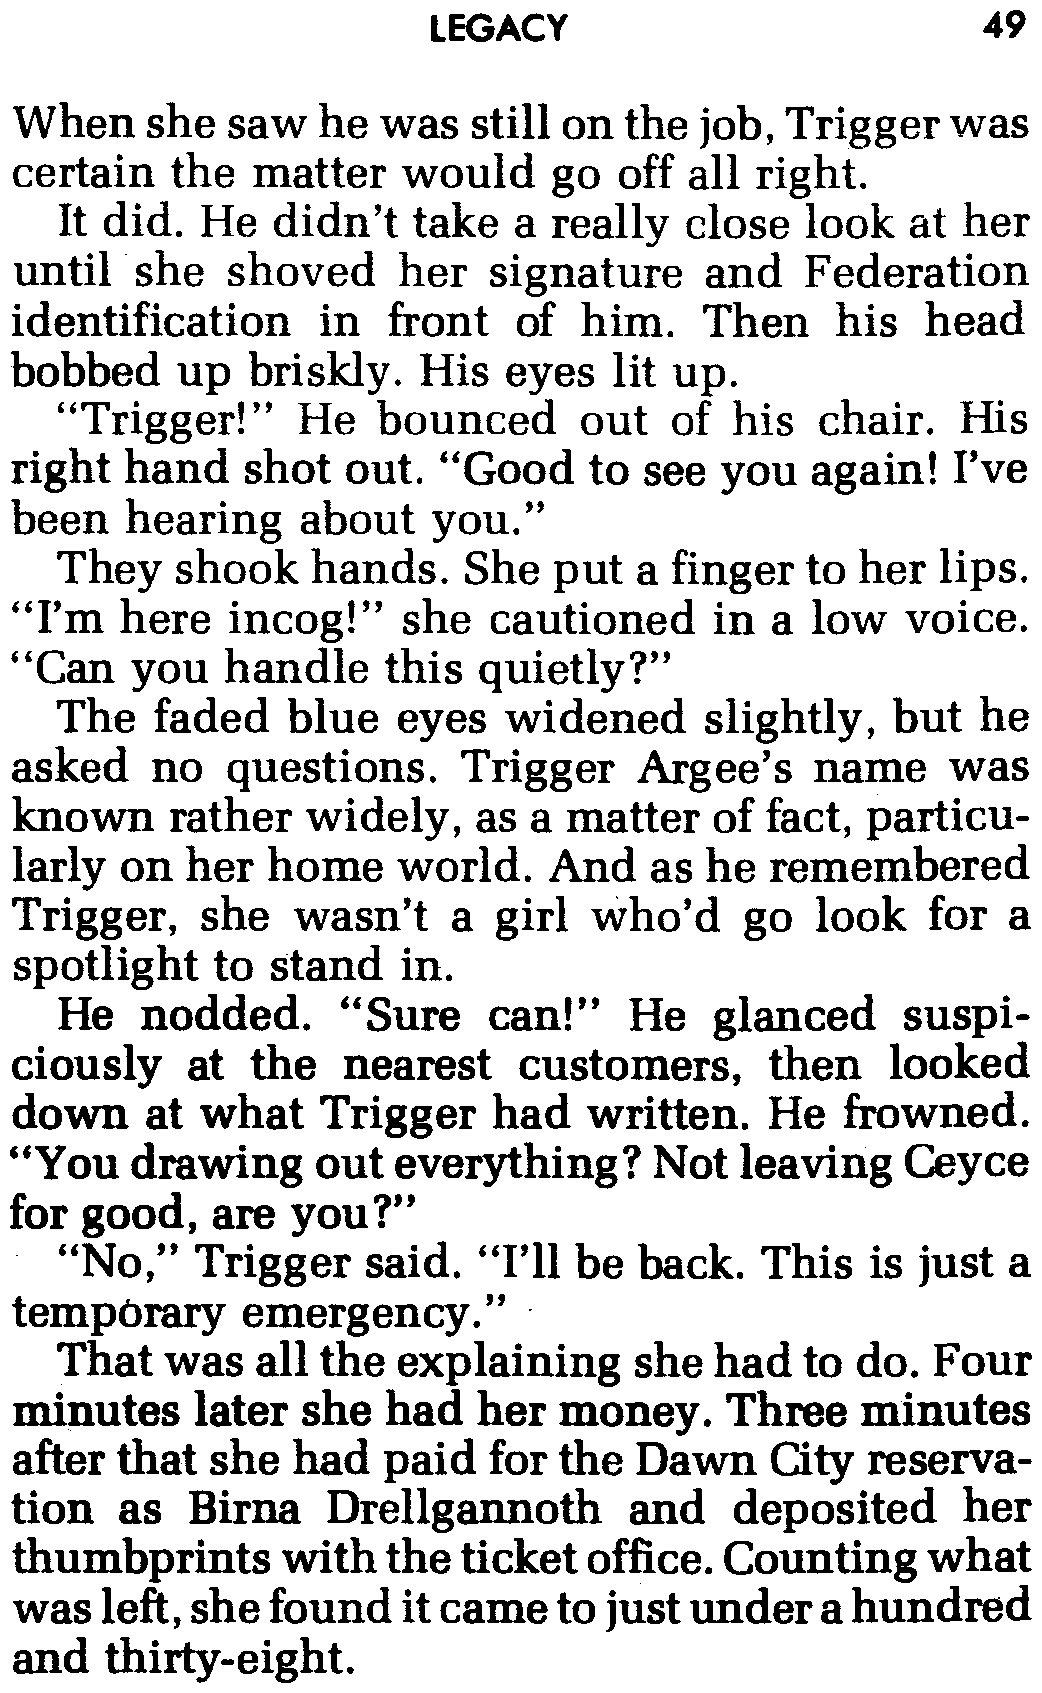 LEGACY 49
When she saw he was still on the job, Trigger was
certain the matter would go off all right.
It did. He didn't take a really close look at her
until she shoved her signature and Federation
identification in front of him. Then his head
bobbed up briskly. His eyes lit up.
"Trigger!" He bounced out of his chair. His
right hand shot out. "Good to see you again! I've
been hearing about you."
They shook hands. She put a finger to her lips.
"I'm here incog!" she cautioned in a low voice.
"Can you handle this quietly?"
The faded blue eyes widened slightly, but he
asked no questions. Trigger Argee's name was
known rather widely, as a matter of fact, particu-
larly on her home world. And as he remembered
Trigger, she wasn't a girl who'd go look for a
spotlight to stand in.
He nodded. "Sure can!" He glanced suspi-
ciously at the nearest customers, then looked
down at what Trigger had written. He frowned.
"You drawing out everything? Not leaving Ceyce
for good, are you?"
"No," Trigger said. "I'll be back. This is just a
temporary emergency."
That was all the explaining she had to do. Four
minutes later she had her money. Three minutes
after that she had paid for the Dawn City reserva-
tion as Birna Drellgannoth and deposited her
thumbprints with the ticket office. Counting what
was left, she found it came to just under a hundred
and thirty-eight.